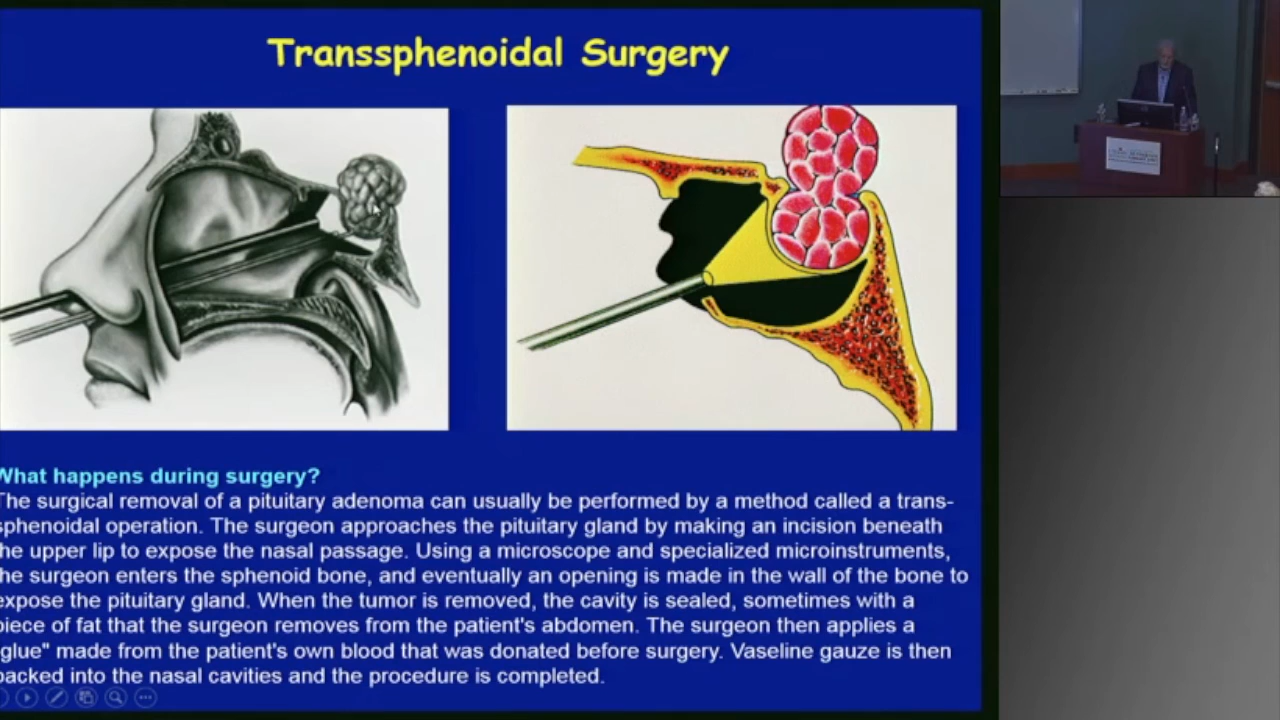 Transsphenoidal Surgery
What happens during surgery?
The surgical removal of a pituitary adenoma can usually be performed by a method called a trans-
sphenoidal operation. The surgeon approaches the pituitary gland by making an incision beneath
the upper lip to expose the nasal passage. Using a microscope and specialized microinstruments,
the surgeon enters the sphenoid bone, and eventually an opening is made in the wall of the bone to
expose the pituitary gland. When the tumor is removed, the cavity is sealed, sometimes with a
piece of fat that the surgeon removes from the patient's abdomen. The surgeon then applies a
glue" made from the patient's own blood that was donated before surgery. Vaseline gauze is then
packed into the nasal cavities and the procedure is completed.